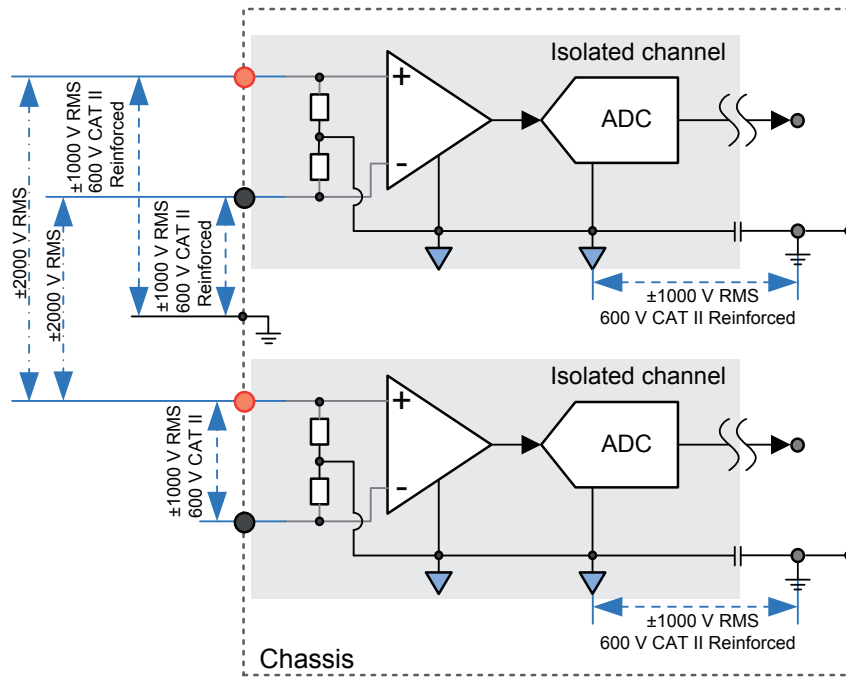 Isolated channel
+
-
ADC
±2000 V RMS
±1000 V RMS
600 V CAT II
Reinforced
±2000 V RMS
±1000 V RMS
600 V CAT II
Reinforced
±1000 V RMS
600 V CAT II Reinforced
Isolated channel
+
-
ADC
±1000 V RMS
600 V CAT II
±1000 V RMS
600 V CAT II Reinforced
Chassis